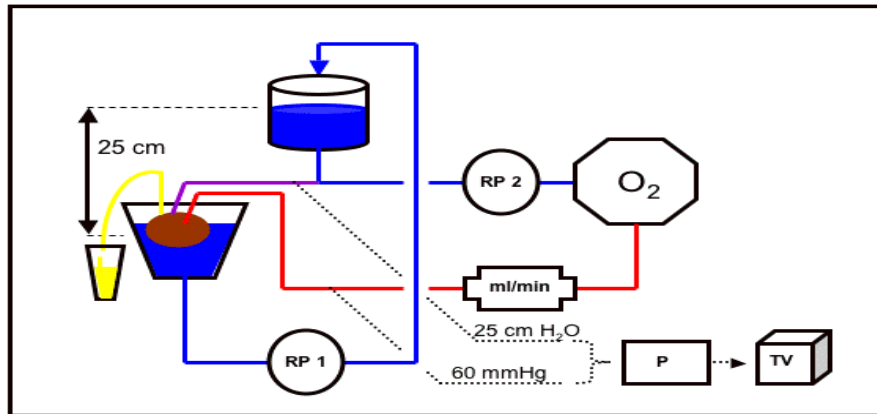 25 cm
RP 2
O₂
ml/min
25 cm H₂O
RP 1
60 mmHg
P
TV